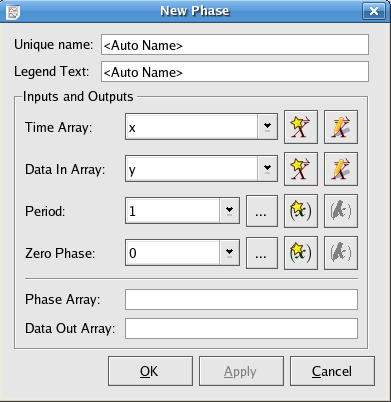 New Phase
Unique name: <Auto Name>
Legend Text: <Auto Name>
Inputs and Outputs
Time Array: x
Data In Array: y
Period: 1 ... (x) (k)
Zero Phase: 0 ... (x) (k)
Phase Array:
Data Out Array:
OK Apply Cancel